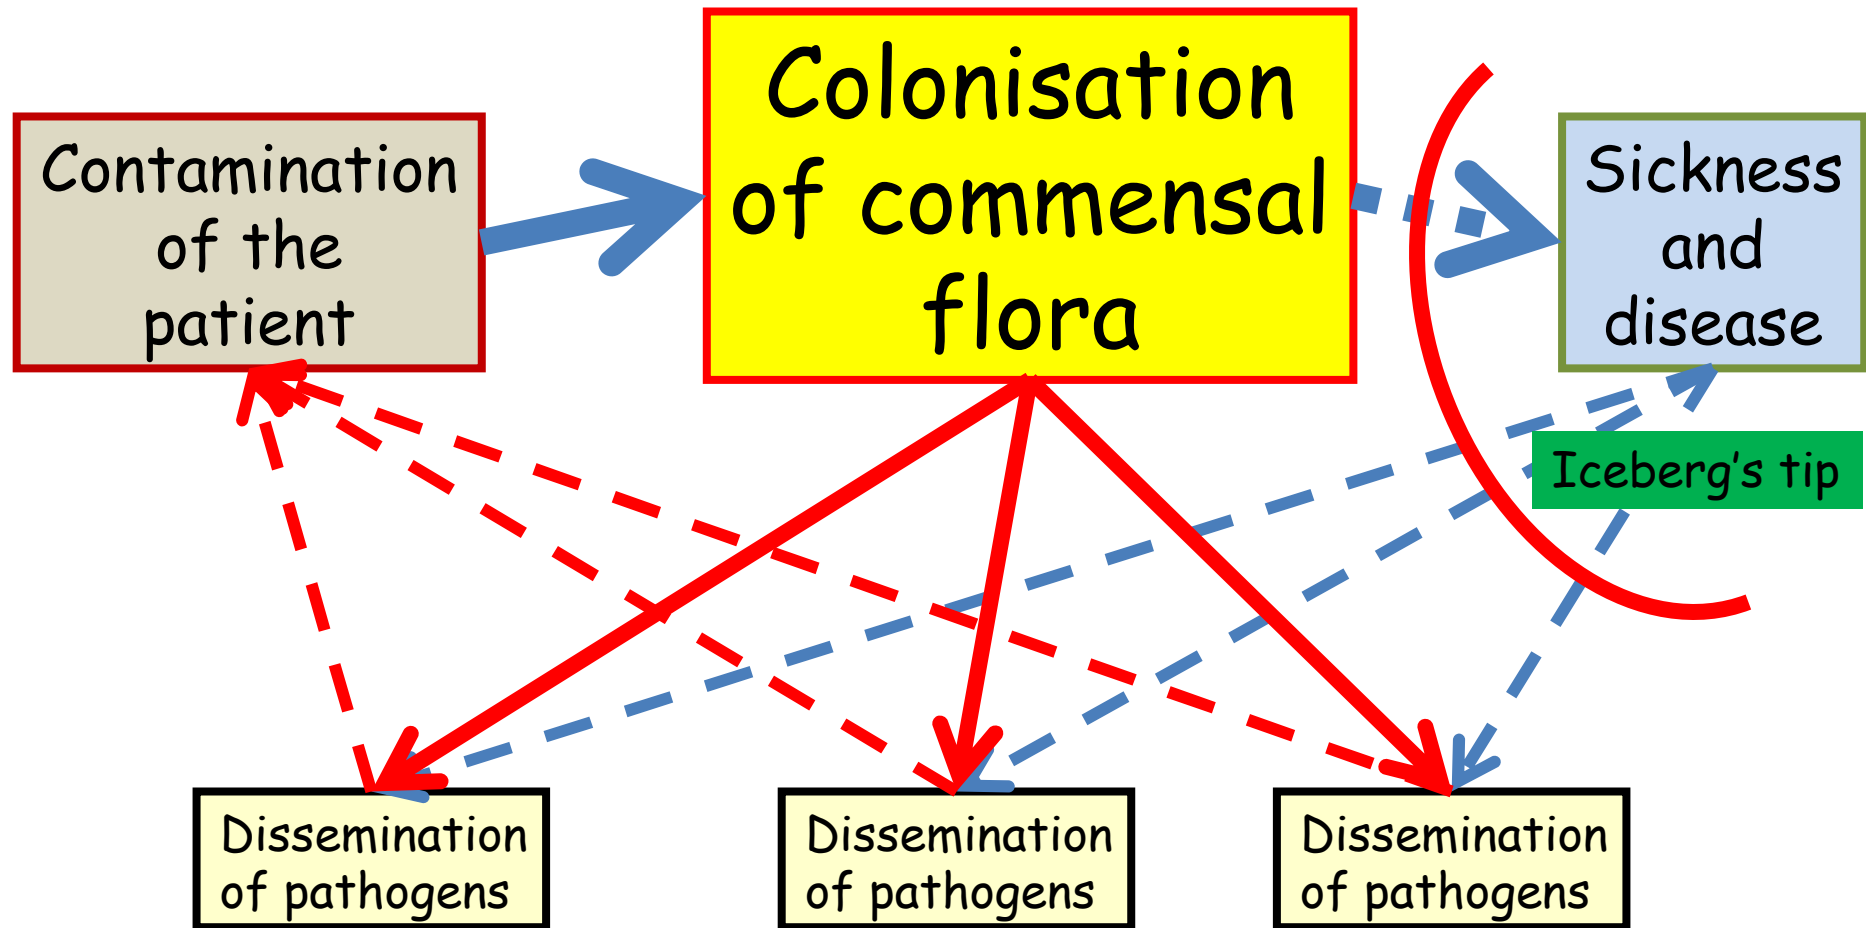 Colonisation
of commensal
flora
Contamination
of the
patient
Sickness
and
disease
Iceberg's tip
Dissemination
of pathogens
Dissemination
of pathogens
Dissemination
of pathogens